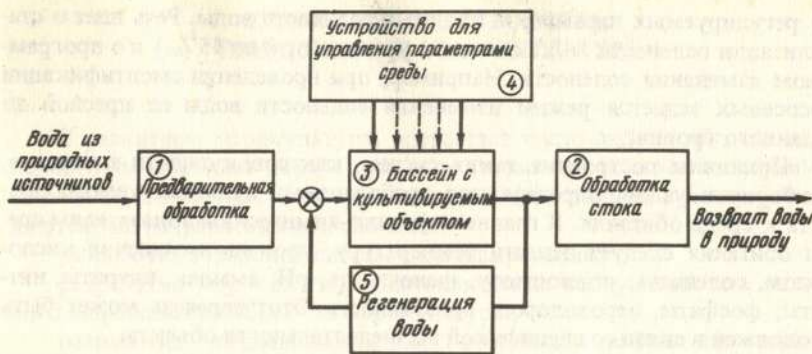 Устройство для
управления параметрами
среды
4
Вода из
природных
источников
1
Предварительная
обработка
3 Бассейн с
культивируемым
объектом
2
Обработка
стока
Возврат воды
в природу
5
Регенерация
воды